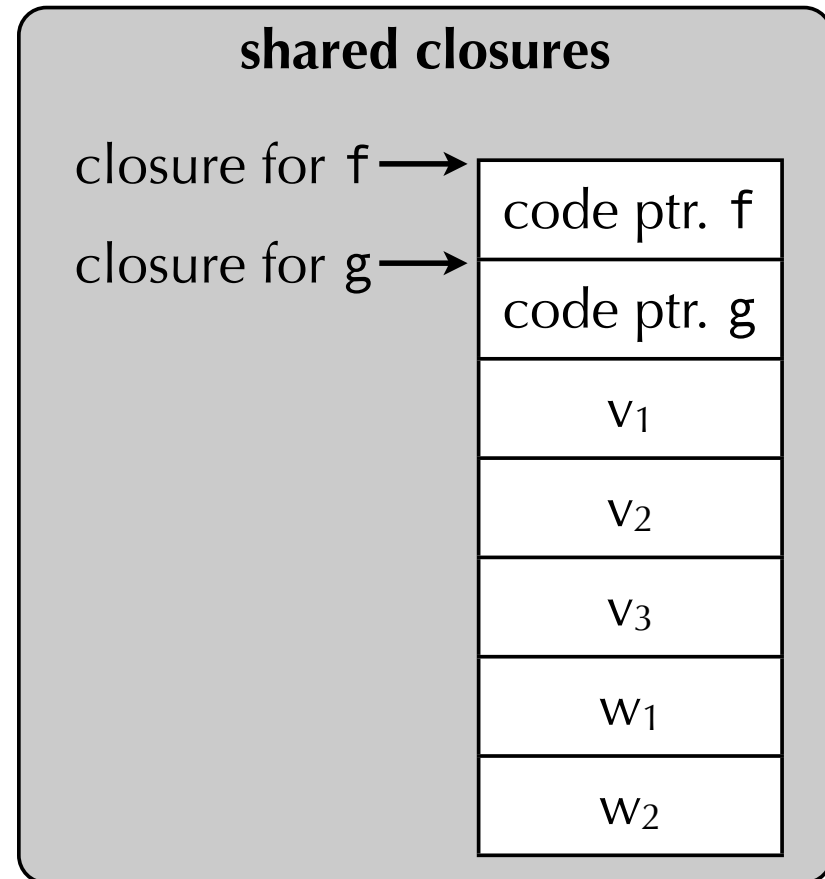 shared closures
closure for f
code ptr. f
closure for g
code ptr. g
v₁
v₂
v₃
w₁
w₂